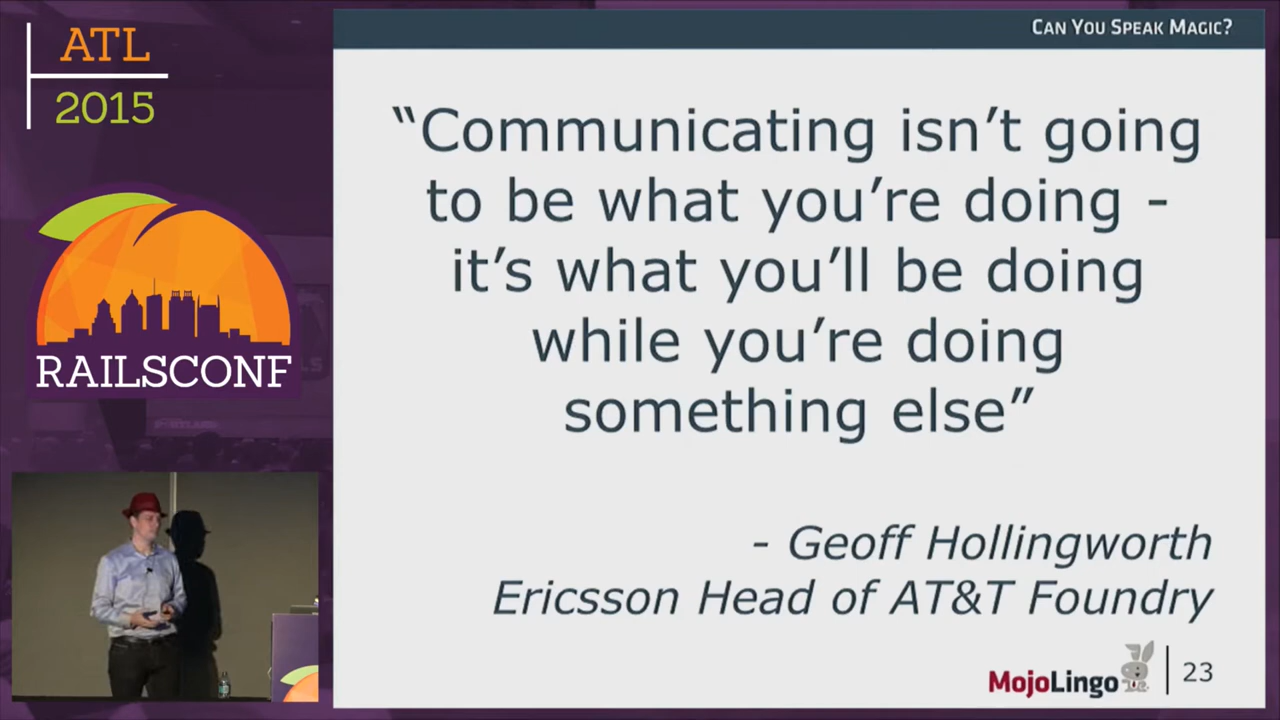 ATL
2015
RAILSCONF
CAN YOU SPEAK MAGIC?
“Communicating isn’t going
to be what you’re doing -
it’s what you’ll be doing
while you’re doing
something else”
- Geoff Hollingworth
Ericsson Head of AT&T Foundry
MojoLingo
23